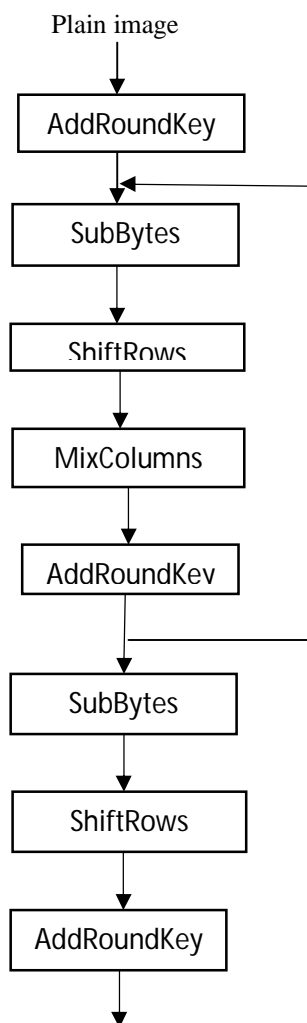 Plain image
AddRoundKey
SubBytes
ShiftRows
MixColumns
AddRoundKey
SubBytes
ShiftRows
AddRoundKey